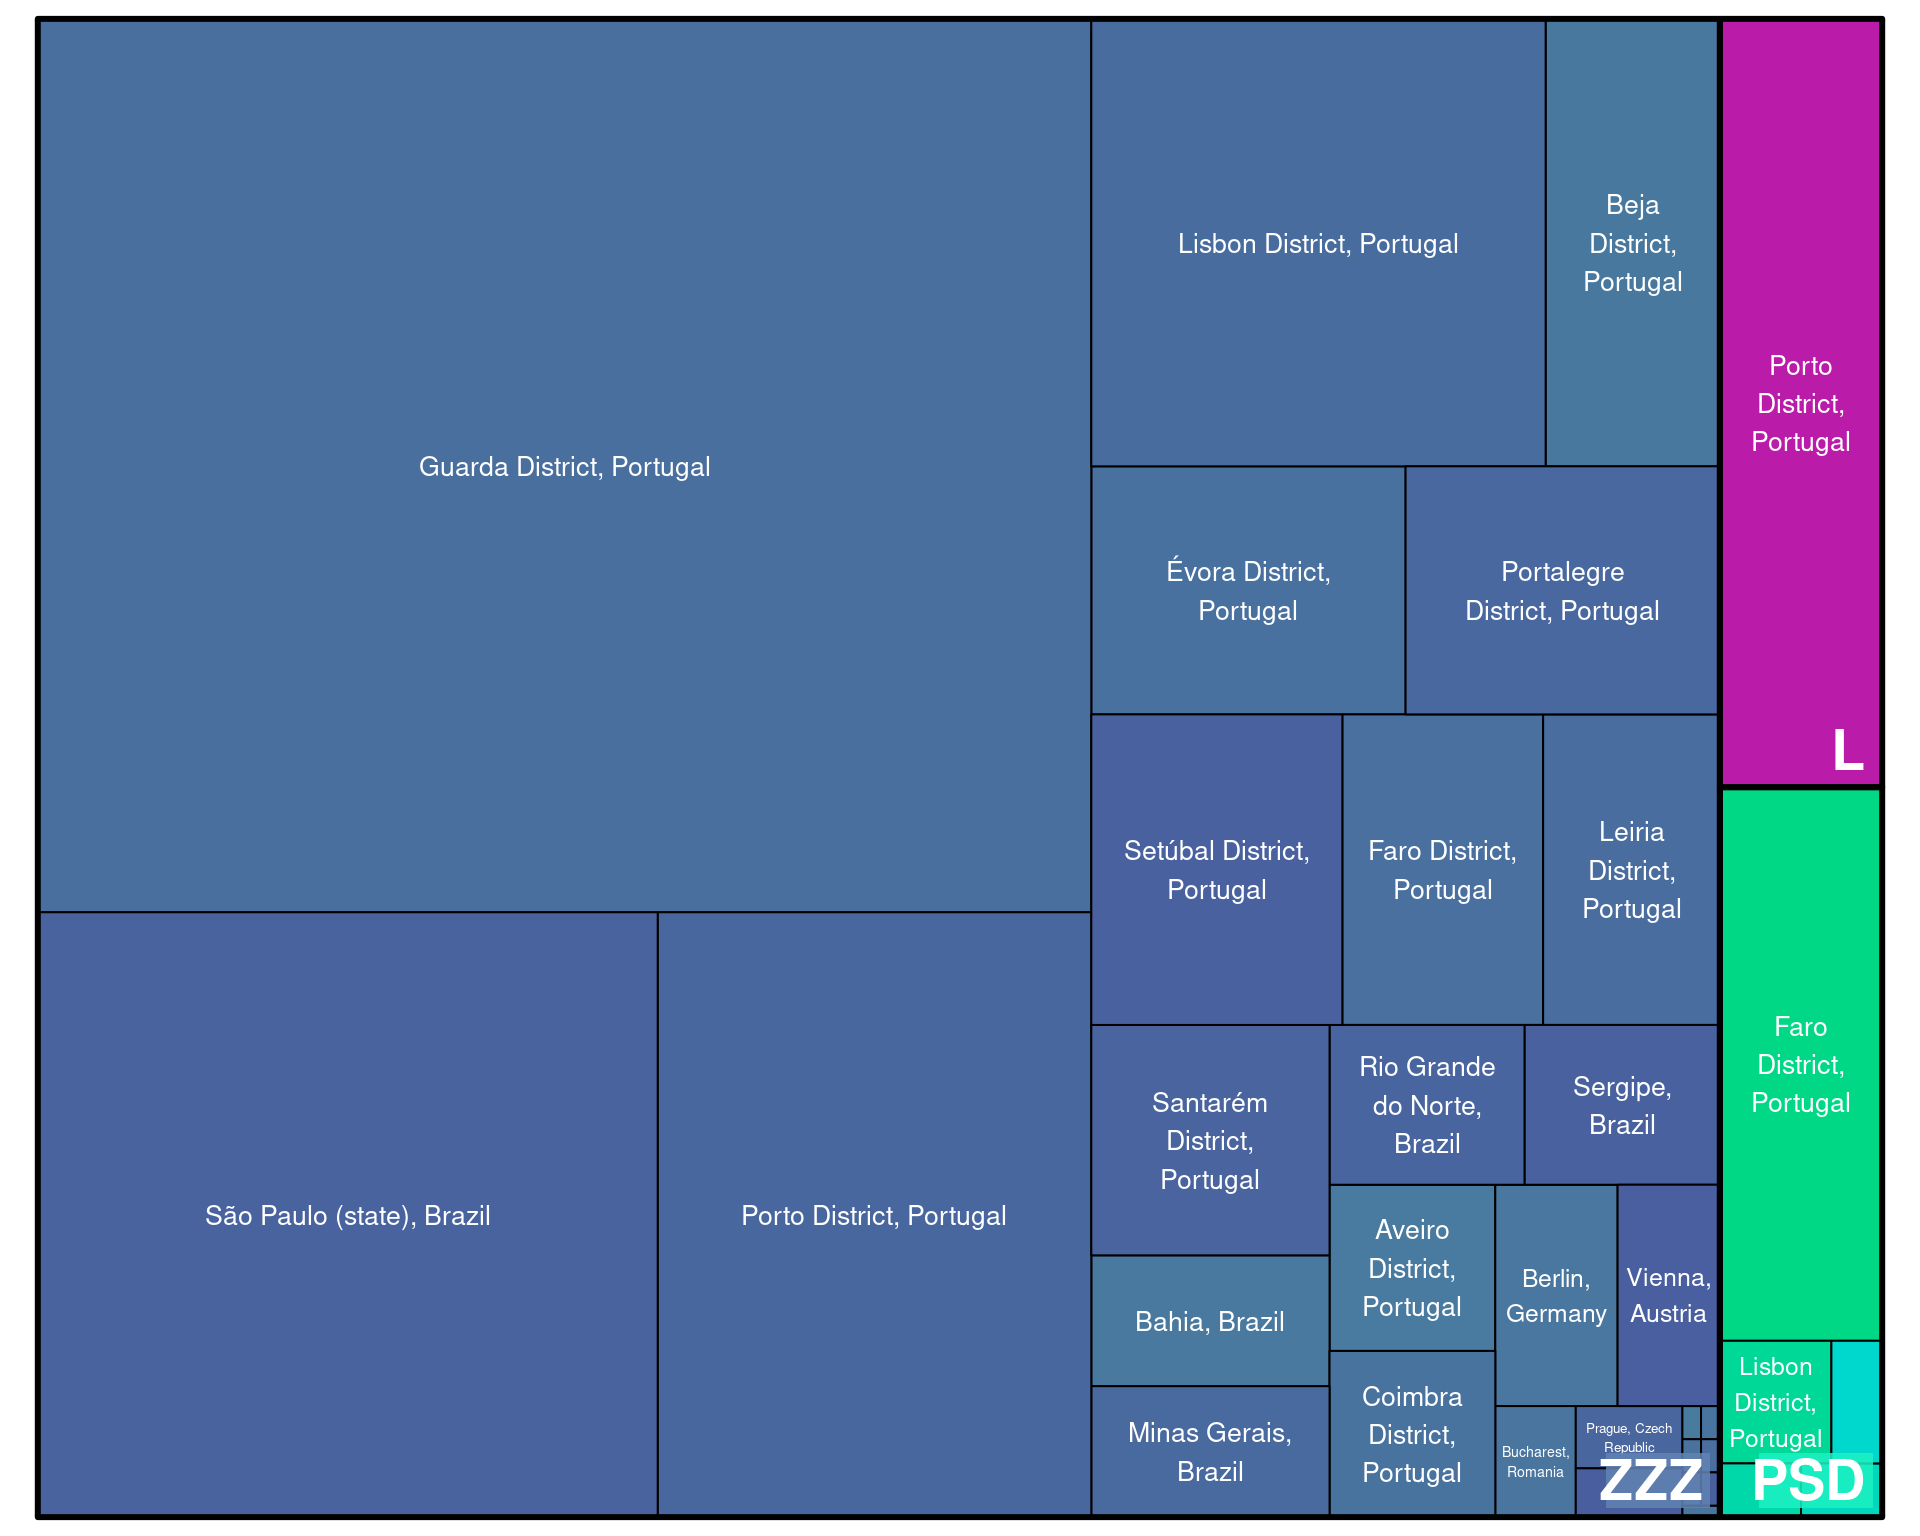 Guarda District, Portugal
Lisbon District, Portugal
Beja
District,
Portugal
Porto
District,
Portugal
L
Évora District,
Portugal
Portalegre
District, Portugal
Setúbal District,
Portugal
Faro District,
Portugal
Leiria
District,
Portugal
Faro
District,
Portugal
São Paulo (state), Brazil
Porto District, Portugal
Santarém
District,
Portugal
Rio Grande
do Norte,
Brazil
Sergipe,
Brazil
Bahia, Brazil
Minas Gerais,
Brazil
Aveiro
District,
Portugal
Coimbra
District,
Portugal
Berlin,
Germany
Vienna,
Austria
Bucharest,
Romania
Prague, Czech
Republic
ZZZ
Lisbon
District,
Portugal
PSD